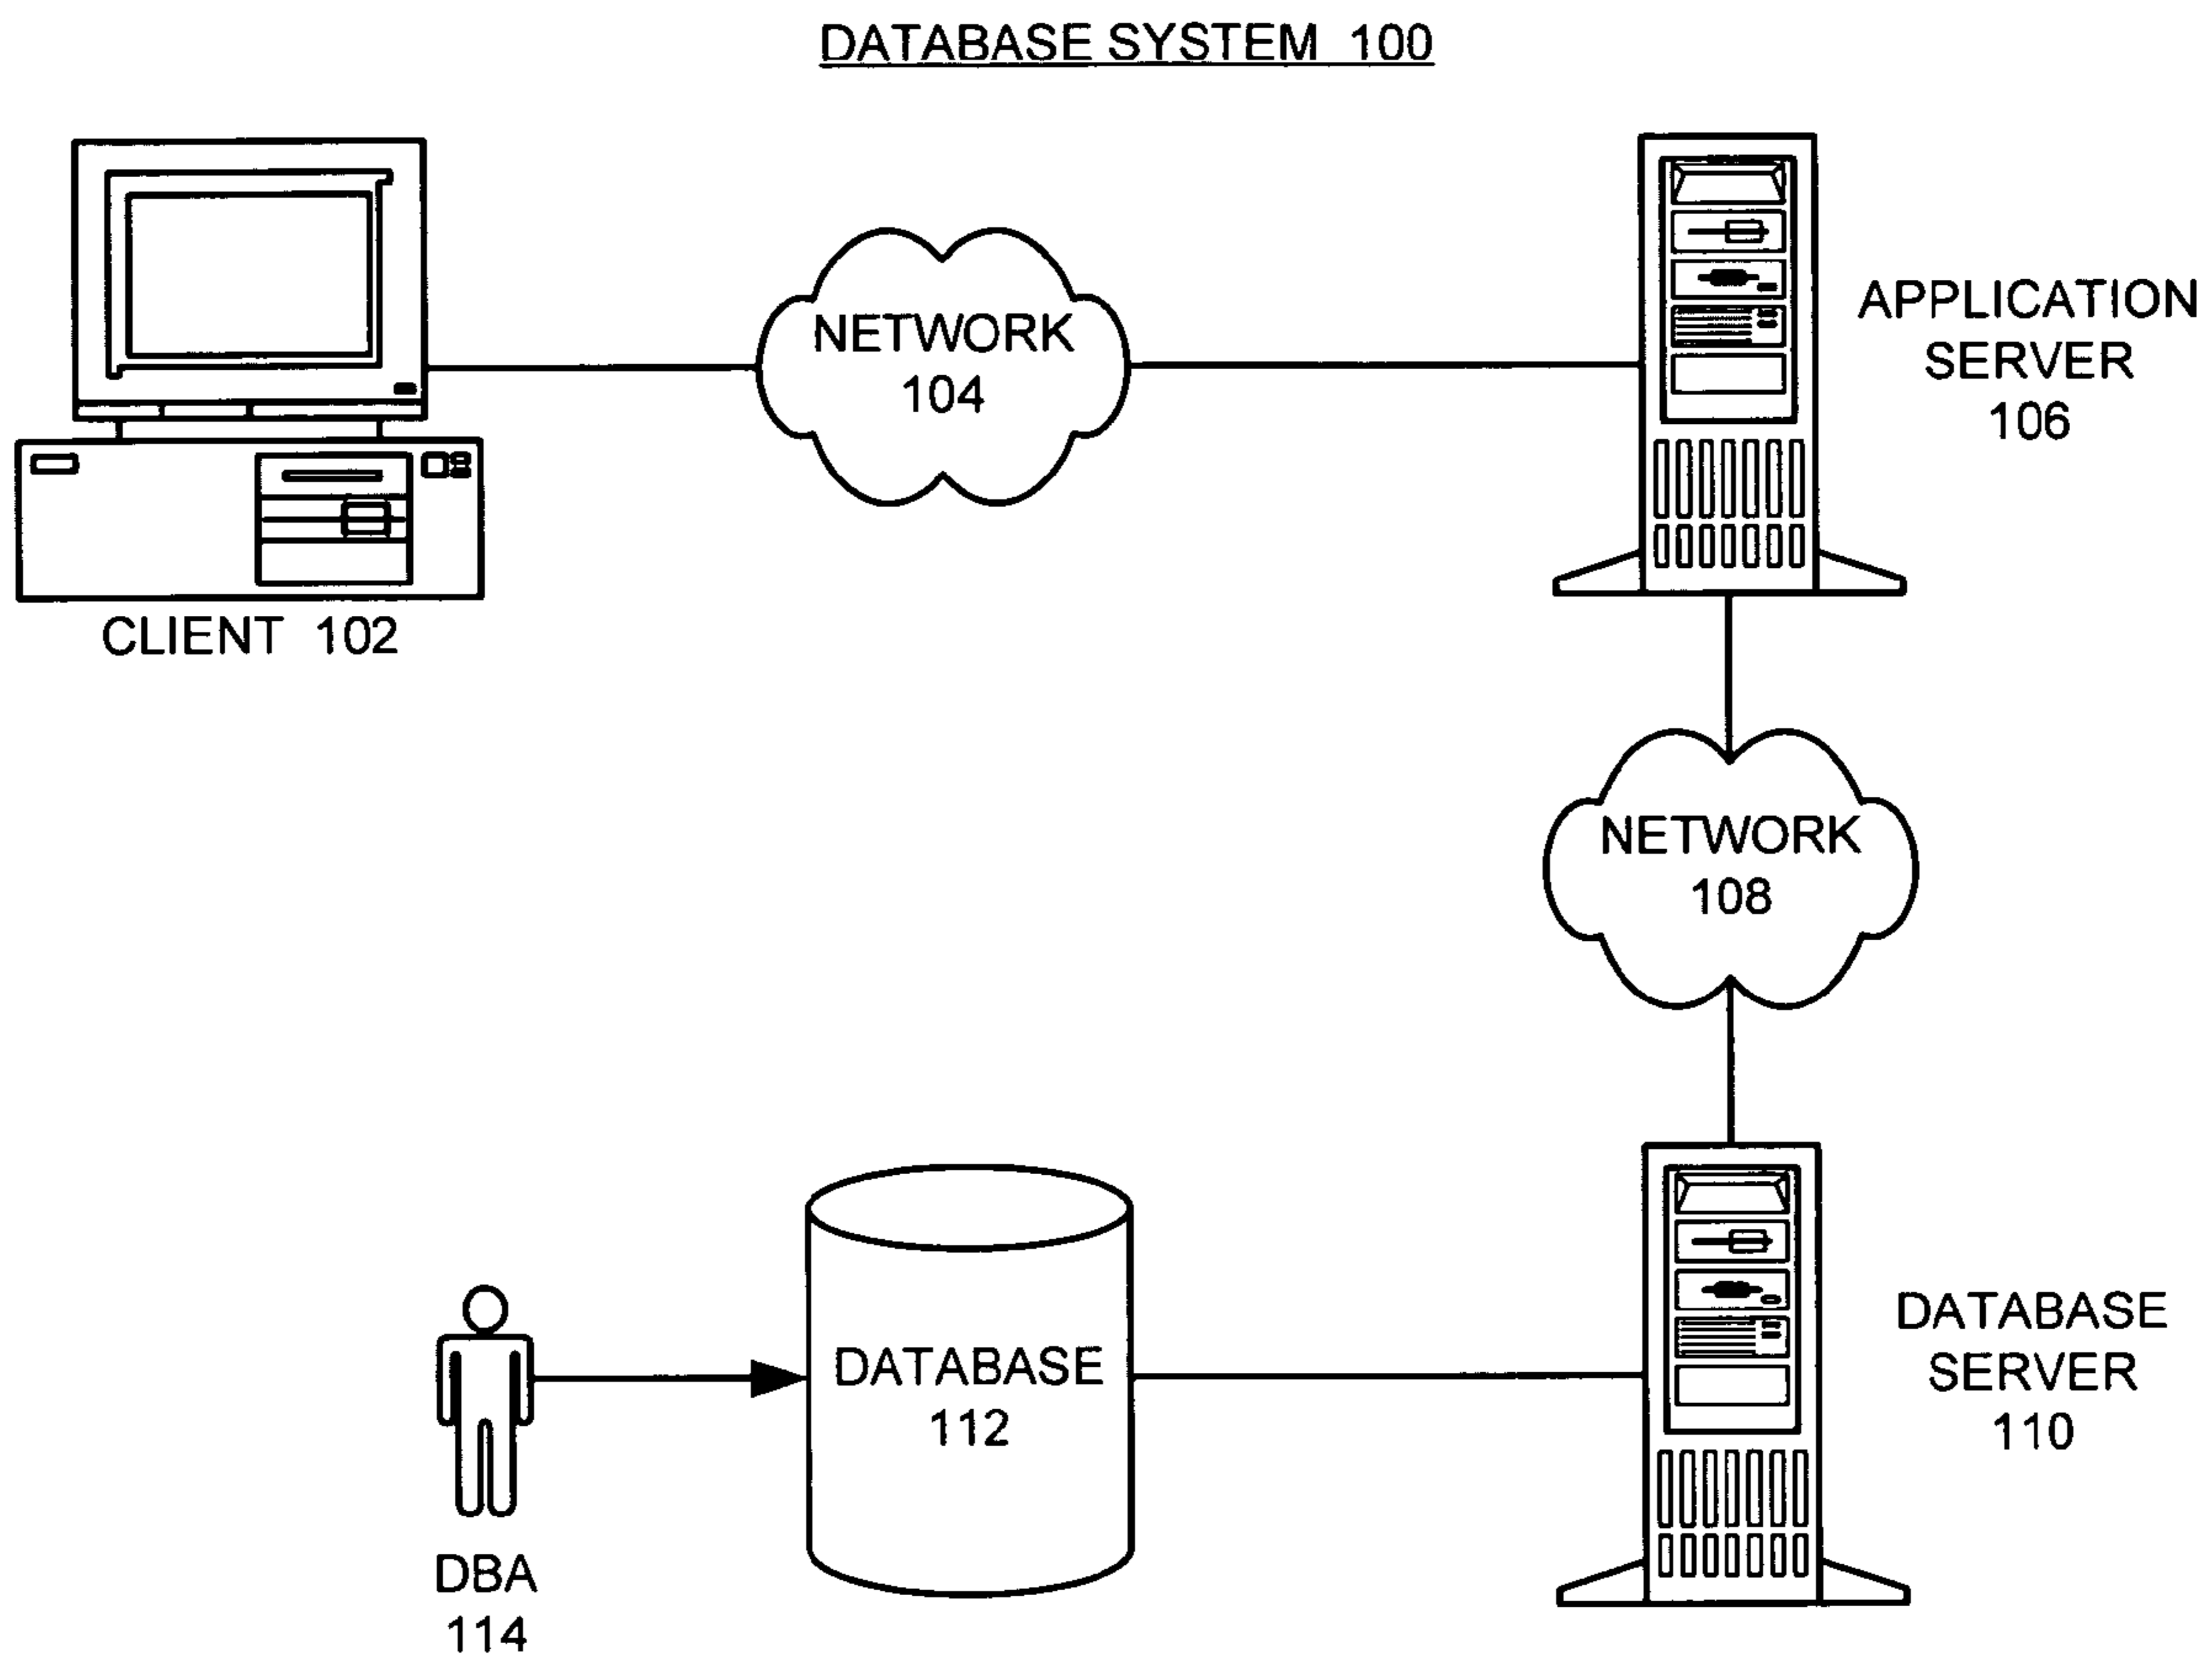 DATABASE SYSTEM 100
NETWORK
104
APPLICATION
SERVER
106
CLIENT 102
NETWORK
108
DATABASE
112
DATABASE
SERVER
110
DBA
114